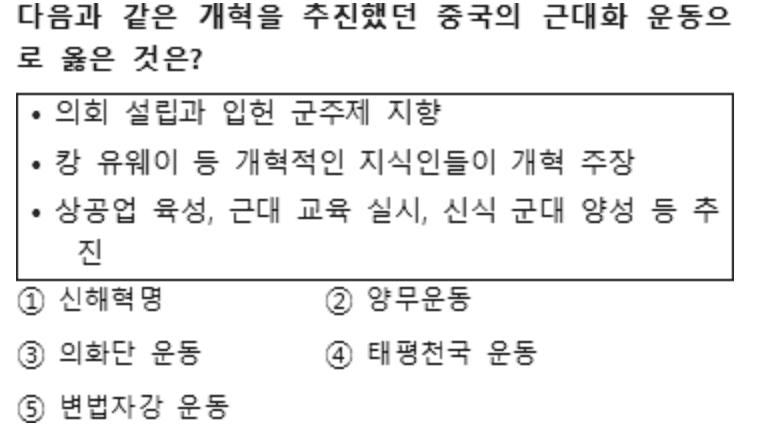 다음과 같은 개혁을 추진했던 중국의 근대화 운동으
로 옳은 것은?
• 의회 설립과 입헌 군주제 지향
• 캉 유웨이 등 개혁적인 지식인들이 개혁 주장
• 상공업 육성, 근대 교육 실시, 신식 군대 양성 등 추
진
① 신해혁명 ② 양무운동
③ 의화단 운동 ④ 태평천국 운동
⑤ 변법자강 운동